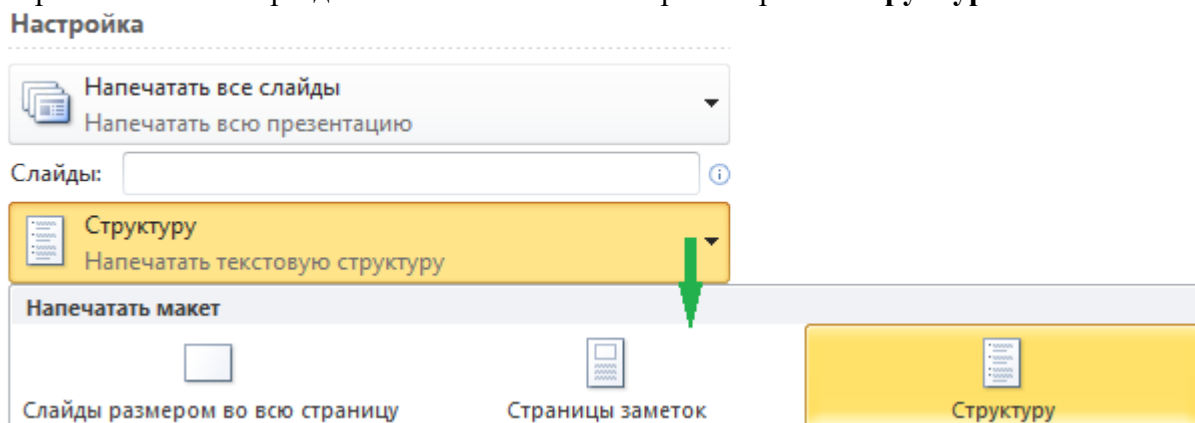 Настройка
Напечатать все слайды
Напечатать всю презентацию
Слайды:
Структуру
Напечатать текстовую структуру
Напечатать макет
Слайды размером во всю страницу Страницы заметок Структуру